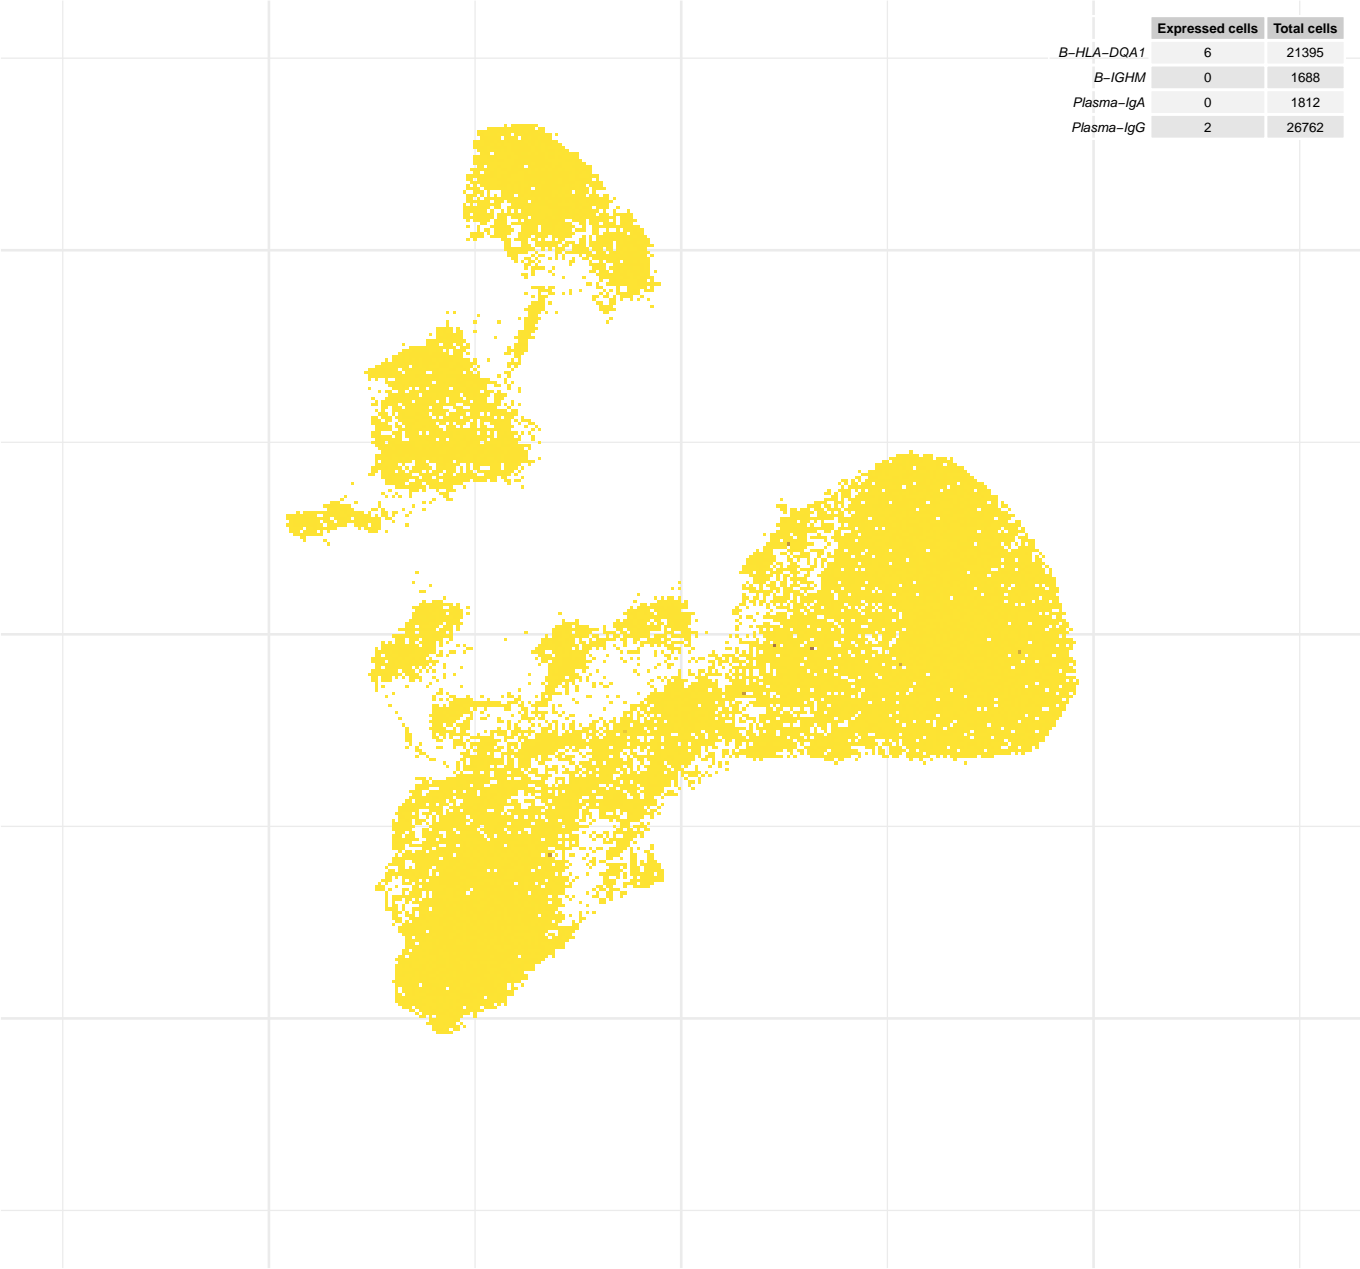 Expressed cells Total cells
B−HLA−DQA1 6 21395
B−IGHM 0 1688
Plasma−IgA 0 1812
Plasma−IgG 2 26762